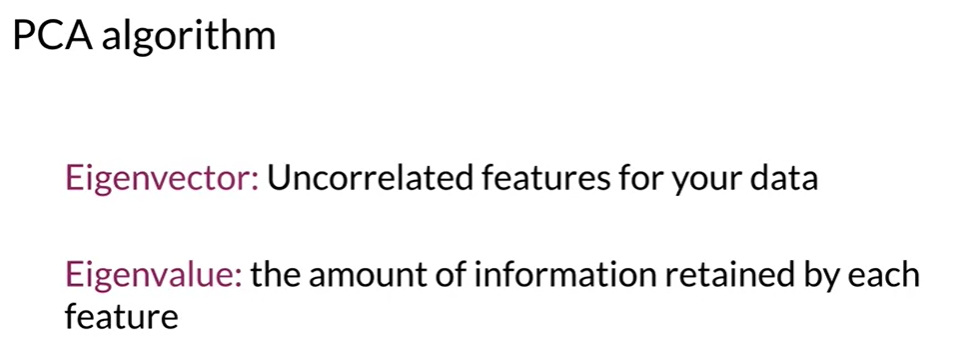 PCA algorithm
Eigenvector: Uncorrelated features for your data
Eigenvalue: the amount of information retained by each
feature